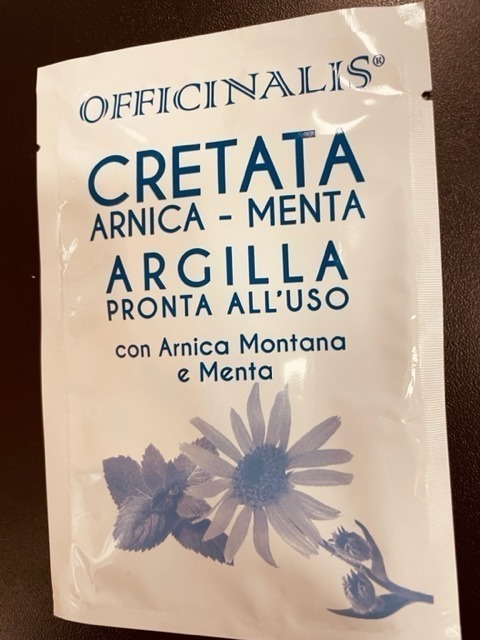 OFFICINALIS®
CRETATA
ARNICA - MENTA
ARGILLA
PRONTA ALL'USO
con Arnica Montana
e Menta